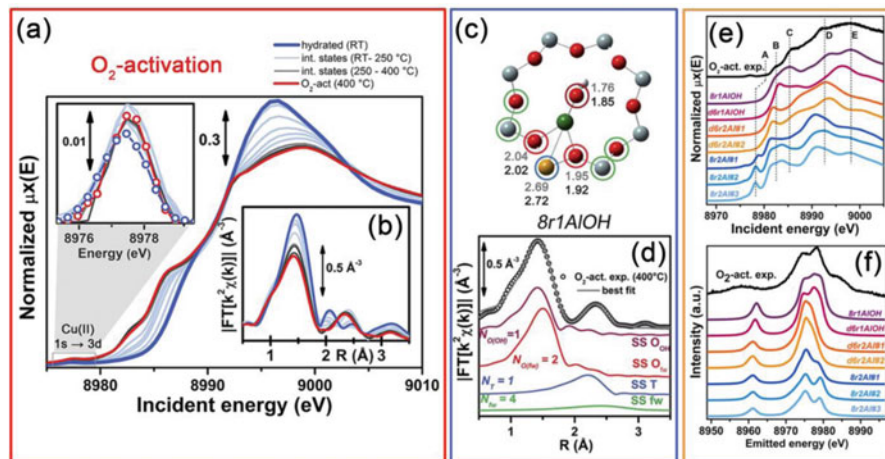 (a)
O₂-activation
hydrated (RT)
int. states (RT- 250 °C)
int. states (250 - 400 °C)
O₂-act (400 °C)
0.01
0.3
8976 8978
Energy (eV)
Cu(II)
1s → 3d
(b)
|FT[k²χ(k)]| (Å⁻³)
0.5 Å⁻³
1 2 3
R (Å)
Normalized μx(E)
8980 8990 9000 9010
Incident energy (eV)
(c)
1.76
1.85
2.04
2.02
1.95
1.92
2.69
2.72
8r1AlOH
(d)
0.5 Å⁻³
O₂-act. exp. (400°C)
best fit
|FT[k²χ(k)]| (Å⁻³)
N_O(OH) = 1
SS O_OH
N_O(fw) = 2
SS O_fw
N_T = 1
SS T
N_fw = 4
SS fw
1 2 3
R (Å)
(e)
A B C D E
O₂-act. exp.
8r1AlOH
d6r1AlOH
d6r2Al#1
d6r2Al#2
8r2Al#1
8r2Al#2
8r2Al#3
Normalized μx(E)
8970 8980 8990 9000
Incident energy (eV)
(f)
O₂-act. exp.
8r1AlOH
d6r1AlOH
d6r2Al#1
d6r2Al#2
8r2Al#1
8r2Al#2
8r2Al#3
Intensity (a.u.)
8950 8960 8970 8980 8990
Emitted energy (eV)